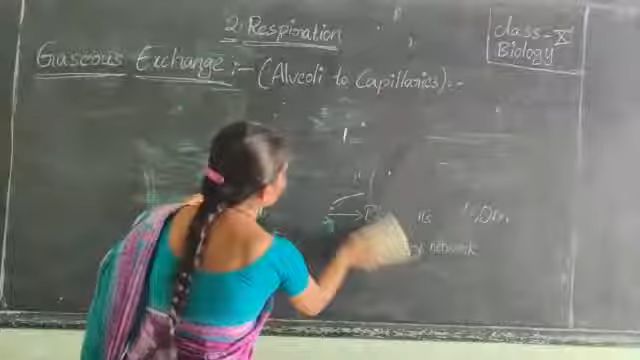 2. Respiration
class - X
Biology
Gaseous Exchange :- (Alveoli to Capillaries) :-
network